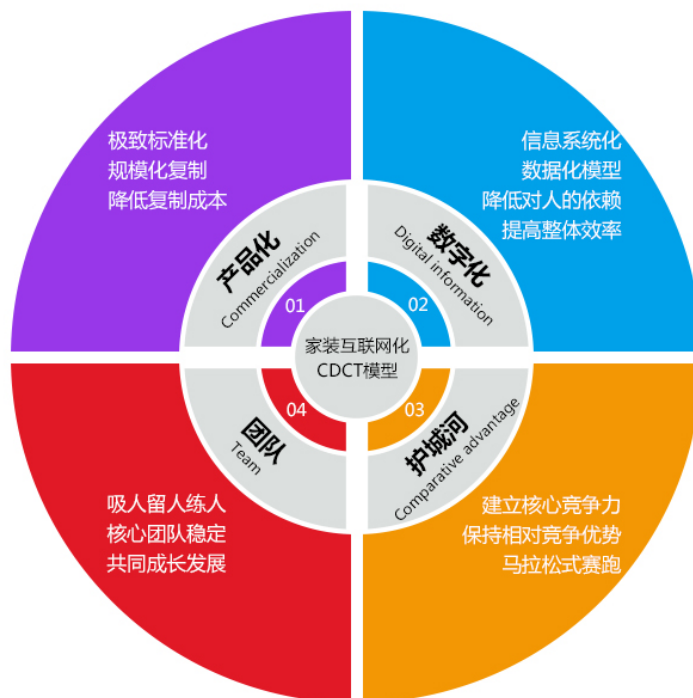 极致标准化
规模化复制
降低复制成本
产品化
Commercialization
01
信息系统化
数据化模型
降低对人的依赖
提高整体效率
数字化
Digital information
02
家装互联网化
CDCT模型
03
护城河
Comparative advantage
建立核心竞争力
保持相对竞争优势
马拉松式赛跑
04
团队
Team
吸人留人练人
核心团队稳定
共同成长发展